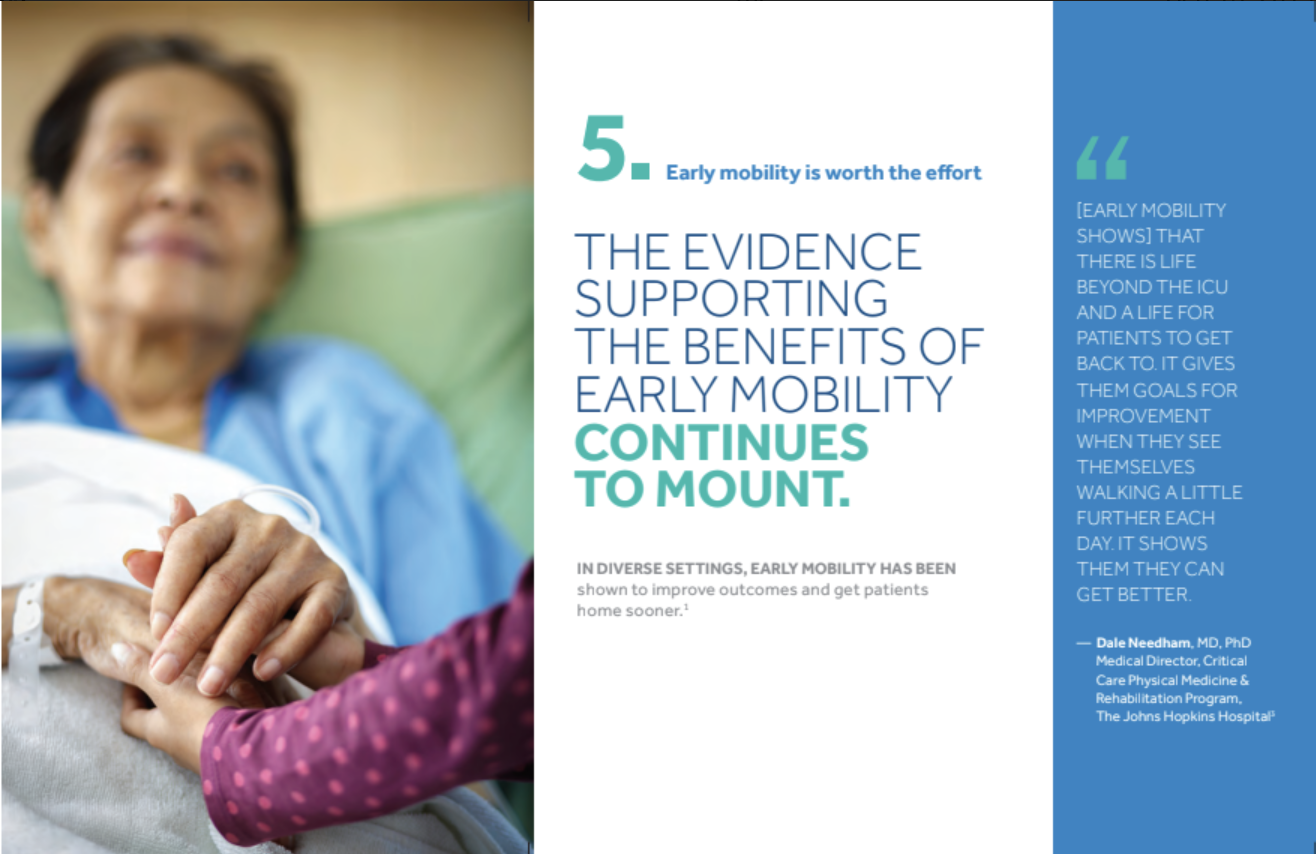 5. Early mobility is worth the effort
THE EVIDENCE
SUPPORTING
THE BENEFITS OF
EARLY MOBILITY
CONTINUES
TO MOUNT.
IN DIVERSE SETTINGS, EARLY MOBILITY HAS BEEN
shown to improve outcomes and get patients
home sooner.¹
“
[EARLY MOBILITY
SHOWS] THAT
THERE IS LIFE
BEYOND THE ICU
AND A LIFE FOR
PATIENTS TO GET
BACK TO. IT GIVES
THEM GOALS FOR
IMPROVEMENT
WHEN THEY SEE
THEMSELVES
WALKING A LITTLE
FURTHER EACH
DAY. IT SHOWS
THEM THEY CAN
GET BETTER.
— Dale Needham, MD, PhD
Medical Director, Critical
Care Physical Medicine &
Rehabilitation Program,
The Johns Hopkins Hospital